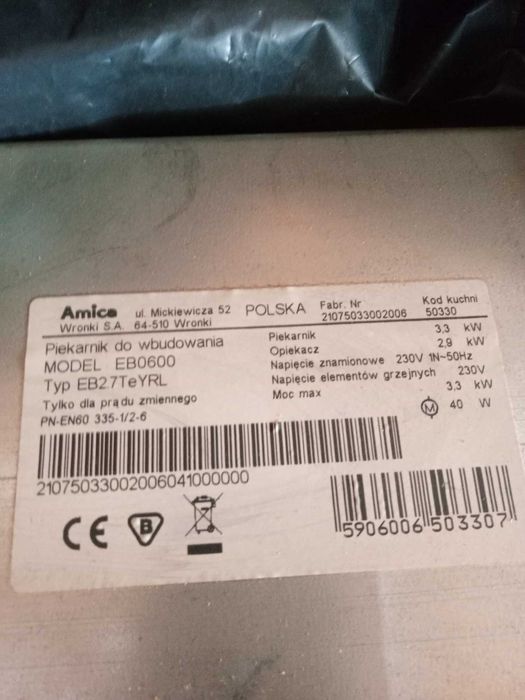 Amica ul. Mickiewicza 52 POLSKA Fabr. Nr Kod kuchni
Wronki S.A. 64-510 Wronki 21075033002006 50330
Piekarnik do wbudowania
MODEL EB0600
Typ EB2.7TeYRL
Tylko dla prądu zmiennego
PN-EN60 335-1/2-6
Piekarnik 3,3 kW
Opiekacz 2,9 kW
Napięcie znamionowe 230V 1N~50Hz
Napięcie elementów grzejnych 230V
Moc max 3,3 kW
M 40 W
21075033002006041000000
CE B
5906006 503307